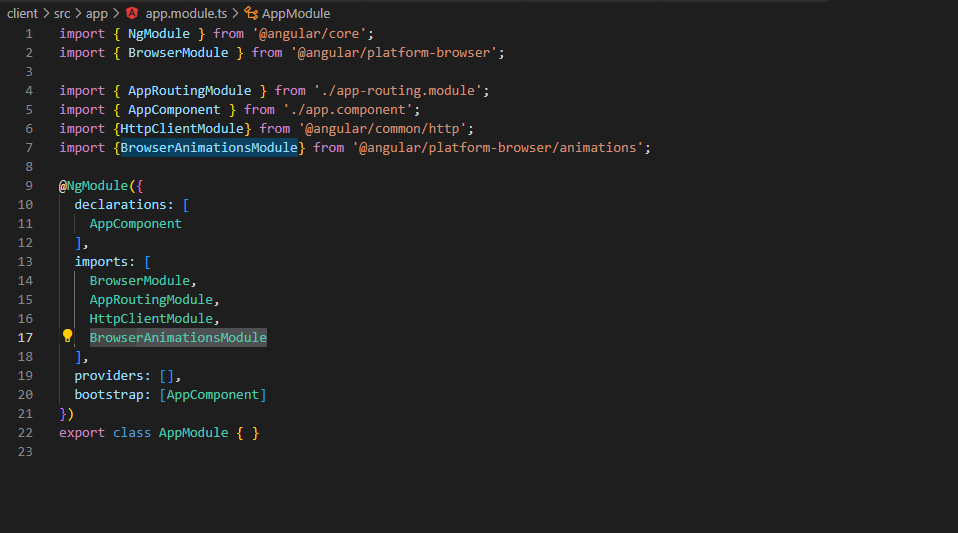 client > src > app > app.module.ts > AppModule
1 import { NgModule } from '@angular/core';
2 import { BrowserModule } from '@angular/platform-browser';
3
4 import { AppRoutingModule } from './app-routing.module';
5 import { AppComponent } from './app.component';
6 import {HttpClientModule} from '@angular/common/http';
7 import {BrowserAnimationsModule} from '@angular/platform-browser/animations';
8
9 @NgModule({
10 declarations: [
11 AppComponent
12 ],
13 imports: [
14 BrowserModule,
15 AppRoutingModule,
16 HttpClientModule,
17 BrowserAnimationsModule
18 ],
19 providers: [],
20 bootstrap: [AppComponent]
21 })
22 export class AppModule { }
23